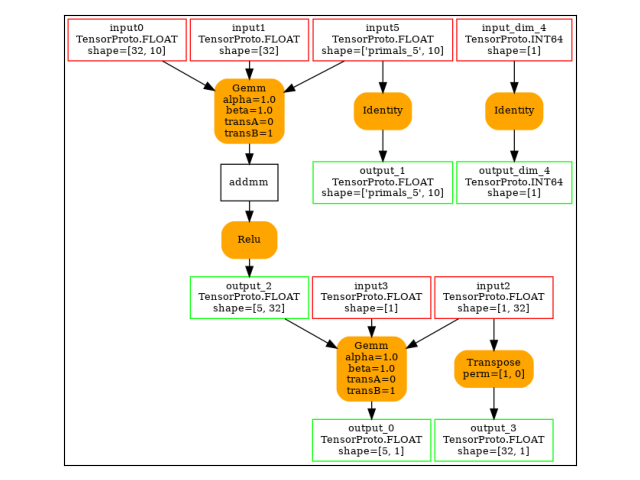 input0
TensorProto.FLOAT
shape=[32, 10]
input1
TensorProto.FLOAT
shape=[32]
input5
TensorProto.FLOAT
shape=['primals_5', 10]
input_dim_4
TensorProto.INT64
shape=[1]
Gemm
alpha=1.0
beta=1.0
transA=0
transB=1
Identity
Identity
addmm
output_1
TensorProto.FLOAT
shape=['primals_5', 10]
output_dim_4
TensorProto.INT64
shape=[1]
Relu
output_2
TensorProto.FLOAT
shape=[5, 32]
input3
TensorProto.FLOAT
shape=[1]
input2
TensorProto.FLOAT
shape=[1, 32]
Gemm
alpha=1.0
beta=1.0
transA=0
transB=1
Transpose
perm=[1, 0]
output_0
TensorProto.FLOAT
shape=[5, 1]
output_3
TensorProto.FLOAT
shape=[32, 1]